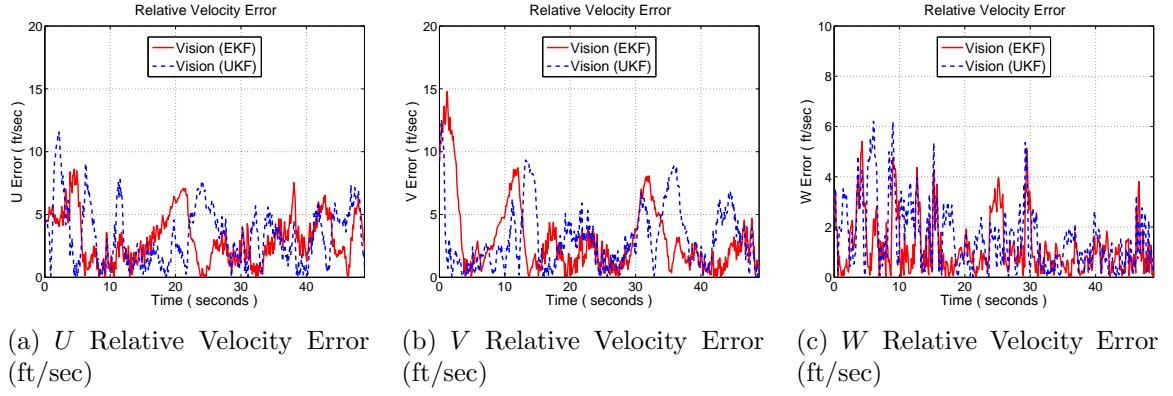 Relative Velocity Error
20
15
10
5
0
U Error ( ft/sec )
Vision (EKF)
Vision (UKF)
0 10 20 30 40
Time ( seconds )
(a) U Relative Velocity Error
(ft/sec)
Relative Velocity Error
20
15
10
5
0
V Error ( ft/sec )
Vision (EKF)
Vision (UKF)
0 10 20 30 40
Time ( seconds )
(b) V Relative Velocity Error
(ft/sec)
Relative Velocity Error
10
8
6
4
2
0
W Error ( ft/sec )
Vision (EKF)
Vision (UKF)
0 10 20 30 40
Time ( seconds )
(c) W Relative Velocity Error
(ft/sec)